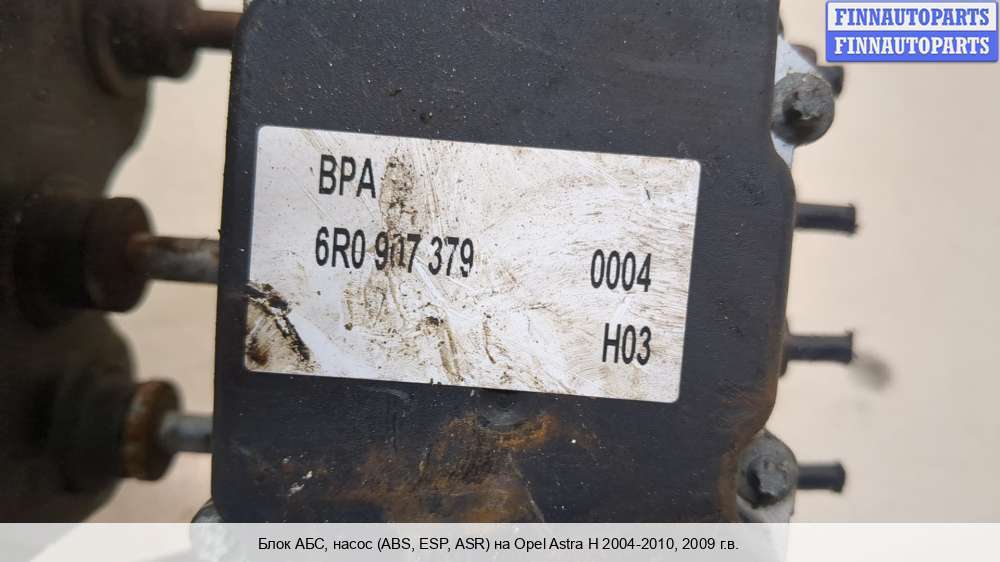 FINNAUTOPARTS
FINNAUTOPARTS
BPA
6R0 907 379
0004
H03
Блок АБС, насос (ABS, ESP, ASR) на Opel Astra H 2004-2010, 2009 г.в.